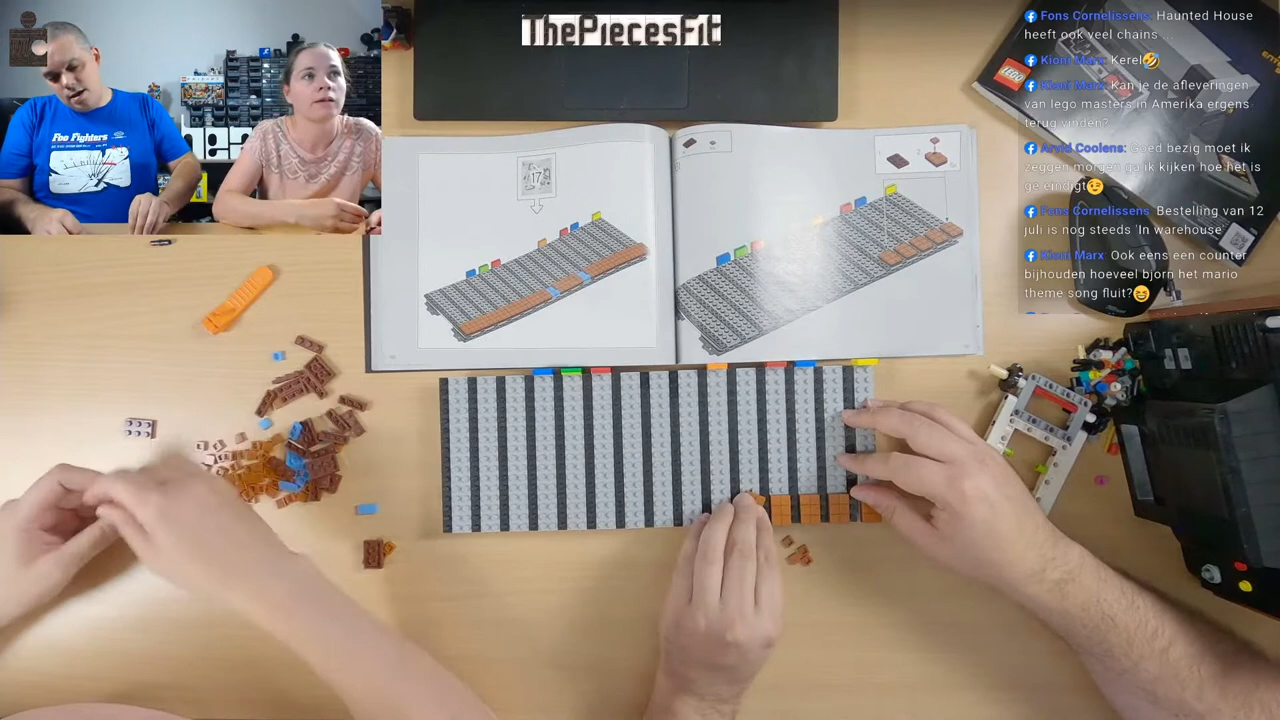 ThePiecesFit
Foo Fighters
17
LEGO
Fons Cornelissens: Haunted House
heeft ook veel chains ...
Kioni Marx: Kerel🤣
Kioni Marx: Kan je de afleveringen
van lego masters in Amerika ergens
terug vinden?
Arvid Coolens: Goed bezig moet ik
zeggen morgen ga ik kijken hoe het is
ge eindigt😉
Fons Cornelissens: Bestelling van 12
juli is nog steeds 'In warehouse'
Kioni Marx: Ook eens een counter
bijhouden hoeveel bjorn het mario
theme song fluit?😆